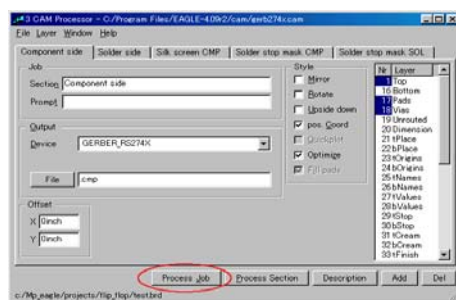 3 CAM Processor - C:/Program Files/EAGLE-4.09r2/cam/gerb274x.cam
File Layer Window Help
Component side
Solder side
Silk screen CMP
Solder stop mask CMP
Solder stop mask SOL
Job
Section Component side
Prompt
Output
Device GERBER_RS274X
File .cmp
Offset
X 0inch
Y 0inch
Style
Mirror
Rotate
Upside down
pos. Coord
Quickplot
Optimize
Fill pads
Nr Layer
1 Top
16 Bottom
17 Pads
18 Vias
19 Unrouted
20 Dimension
21 tPlace
22 bPlace
23 tOrigins
24 bOrigins
25 tNames
26 bNames
27 tValues
28 bValues
29 tStop
30 bStop
31 tCream
32 bCream
33 tFinish
Process Job
Process Section
Description
Add
Del
c:/Mp_eagle/projects/flip_flop/test.brd